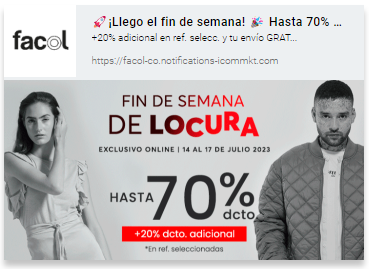 facol
🚀¡Llego el fin de semana! 🎉 Hasta 70% ...
+20% adicional en ref. selecc. y tu envío GRAT...
https://facol-co.notifications-icommkt.com
FIN DE SEMANA
DE LOCURA
EXCLUSIVO ONLINE | 14 AL 17 DE JULIO 2023
HASTA 70% dcto.
+20% dcto. adicional
*En ref. seleccionadas